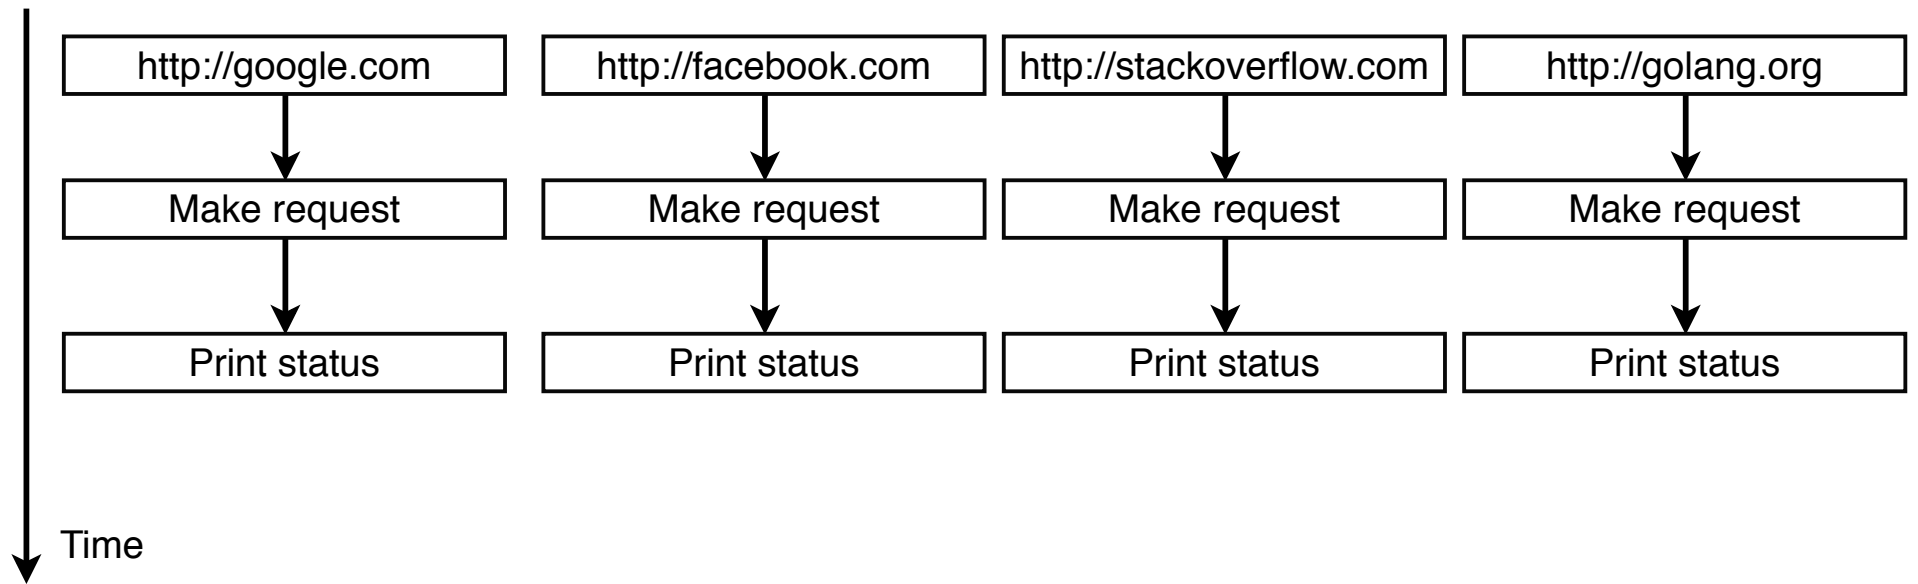 http://google.com
http://facebook.com
http://stackoverflow.com
http://golang.org
Make request
Make request
Make request
Make request
Print status
Print status
Print status
Print status
Time